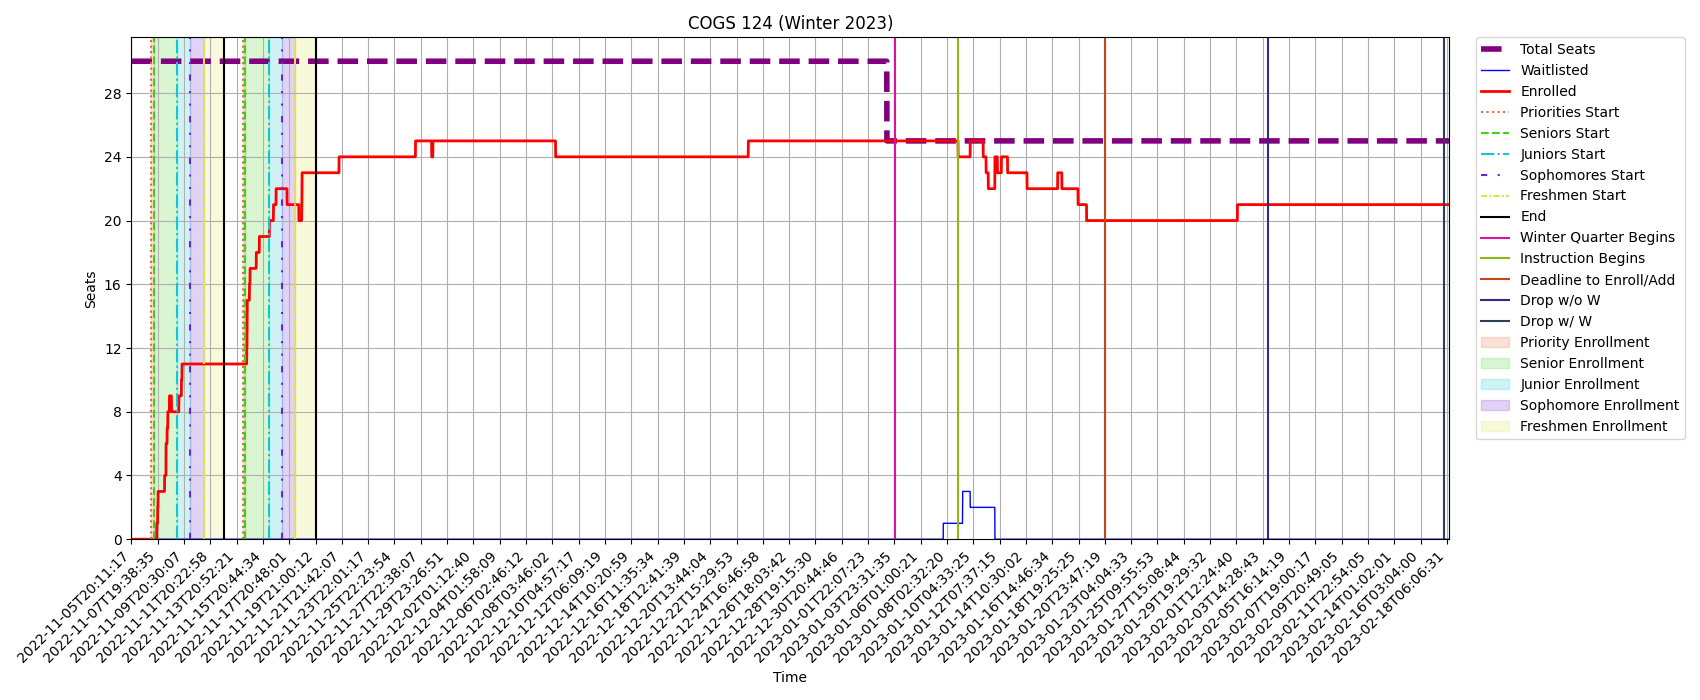 COGS 124 (Winter 2023)
Seats
28
24
20
16
12
8
4
0
2022-11-05T20:11:17
2022-11-07T19:38:35
2022-11-09T20:30:07
2022-11-11T20:22:58
2022-11-13T20:52:21
2022-11-15T20:44:34
2022-11-17T20:48:01
2022-11-19T21:00:12
2022-11-21T21:42:07
2022-11-23T22:01:17
2022-11-25T22:23:54
2022-11-27T22:38:07
2022-11-29T23:26:51
2022-12-02T01:12:40
2022-12-04T01:58:09
2022-12-06T02:46:12
2022-12-08T03:46:02
2022-12-10T04:57:17
2022-12-12T06:09:19
2022-12-14T10:20:59
2022-12-16T11:35:34
2022-12-18T12:41:39
2022-12-20T13:44:04
2022-12-22T15:29:53
2022-12-24T16:46:58
2022-12-26T18:03:42
2022-12-28T19:15:30
2022-12-30T20:44:46
2023-01-01T22:07:23
2023-01-03T23:31:35
2023-01-06T01:00:21
2023-01-08T02:32:20
2023-01-10T04:33:25
2023-01-12T07:37:15
2023-01-14T10:30:02
2023-01-16T14:46:34
2023-01-18T19:25:25
2023-01-20T23:47:19
2023-01-23T04:04:33
2023-01-25T09:55:53
2023-01-27T15:08:44
2023-01-29T19:29:32
2023-02-01T12:24:40
2023-02-03T14:28:43
2023-02-05T16:14:19
2023-02-07T19:00:17
2023-02-09T20:49:05
2023-02-11T22:54:05
2023-02-14T01:02:01
2023-02-16T03:04:00
2023-02-18T06:06:31
Time
Total Seats
Waitlisted
Enrolled
Priorities Start
Seniors Start
Juniors Start
Sophomores Start
Freshmen Start
End
Winter Quarter Begins
Instruction Begins
Deadline to Enroll/Add
Drop w/o W
Drop w/ W
Priority Enrollment
Senior Enrollment
Junior Enrollment
Sophomore Enrollment
Freshmen Enrollment